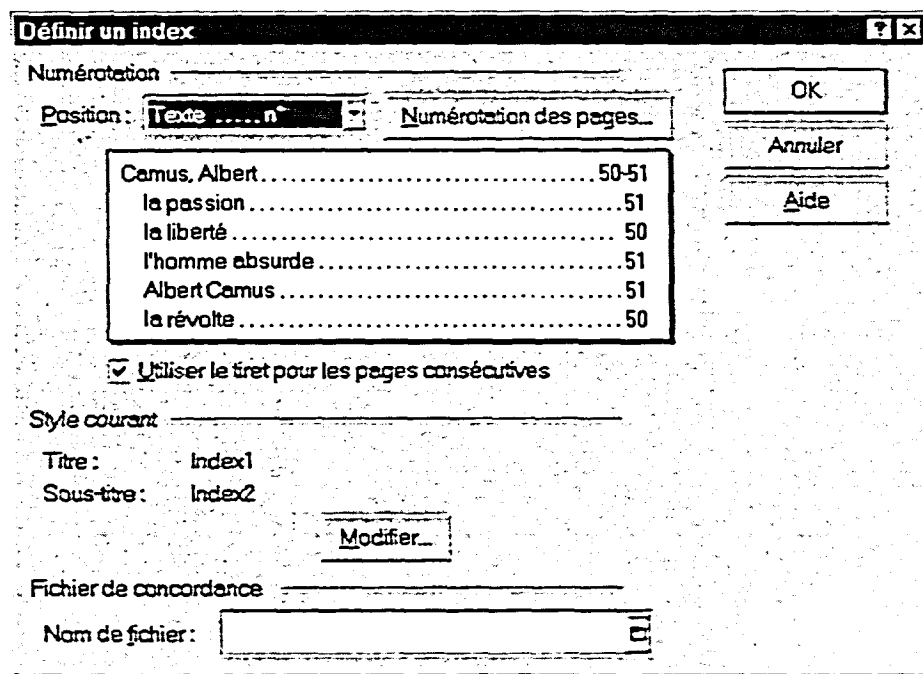 Définir un index
Numérotation
OK
Position : Texte .....n° Numérotation des pages...
Annuler
Camus, Albert.......................................50-51
Aide
la passion...........................................51
la liberté ........................................... 50
l'homme absurde...................................51
Albert Camus .......................................51
la révolte...........................................50
Utiliser le tiret pour les pages consécutives
Style courant
Titre : Index1
Sous-titre : Index2
Modifier...
Fichier de concordance
Nom de fichier :